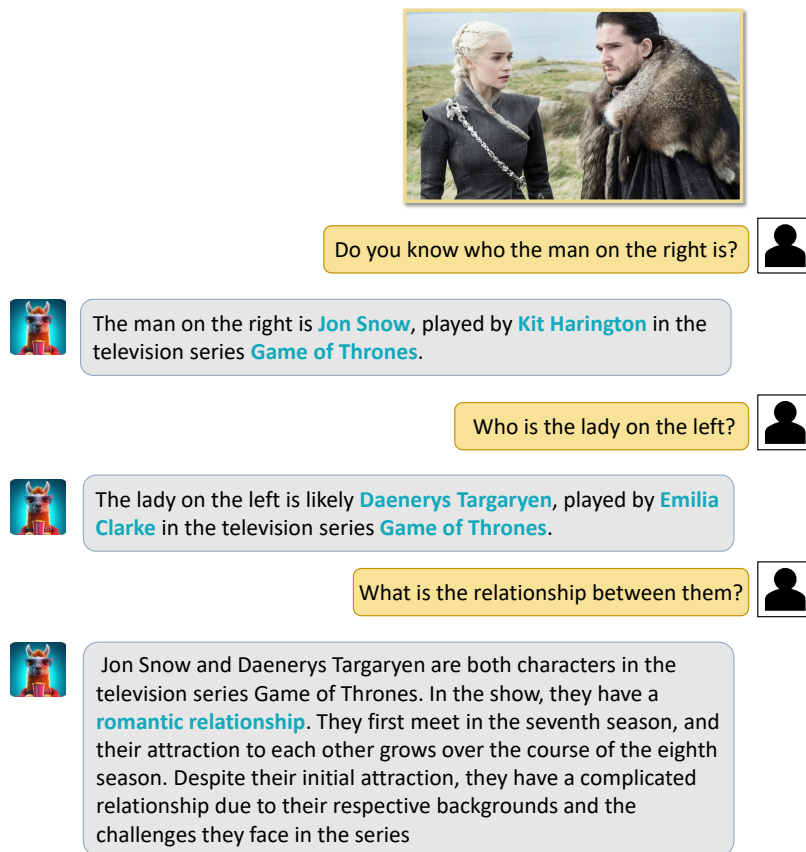 Do you know who the man on the right is?
The man on the right is Jon Snow, played by Kit Harington in the
television series Game of Thrones.
Who is the lady on the left?
The lady on the left is likely Daenerys Targaryen, played by Emilia
Clarke in the television series Game of Thrones.
What is the relationship between them?
Jon Snow and Daenerys Targaryen are both characters in the
television series Game of Thrones. In the show, they have a
romantic relationship. They first meet in the seventh season, and
their attraction to each other grows over the course of the eighth
season. Despite their initial attraction, they have a complicated
relationship due to their respective backgrounds and the
challenges they face in the series